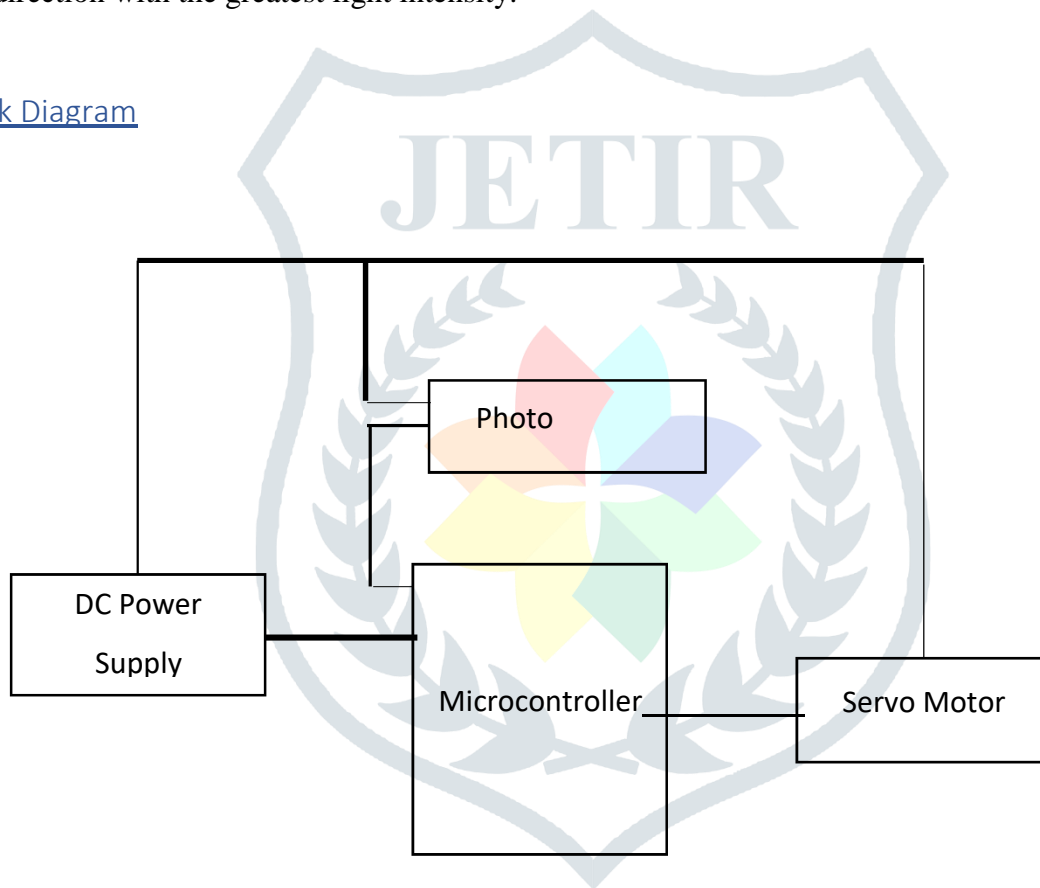 direction with the greatest light intensity.
k Diagram
JETIR
Photo
DC Power
Supply
Microcontroller
Servo Motor